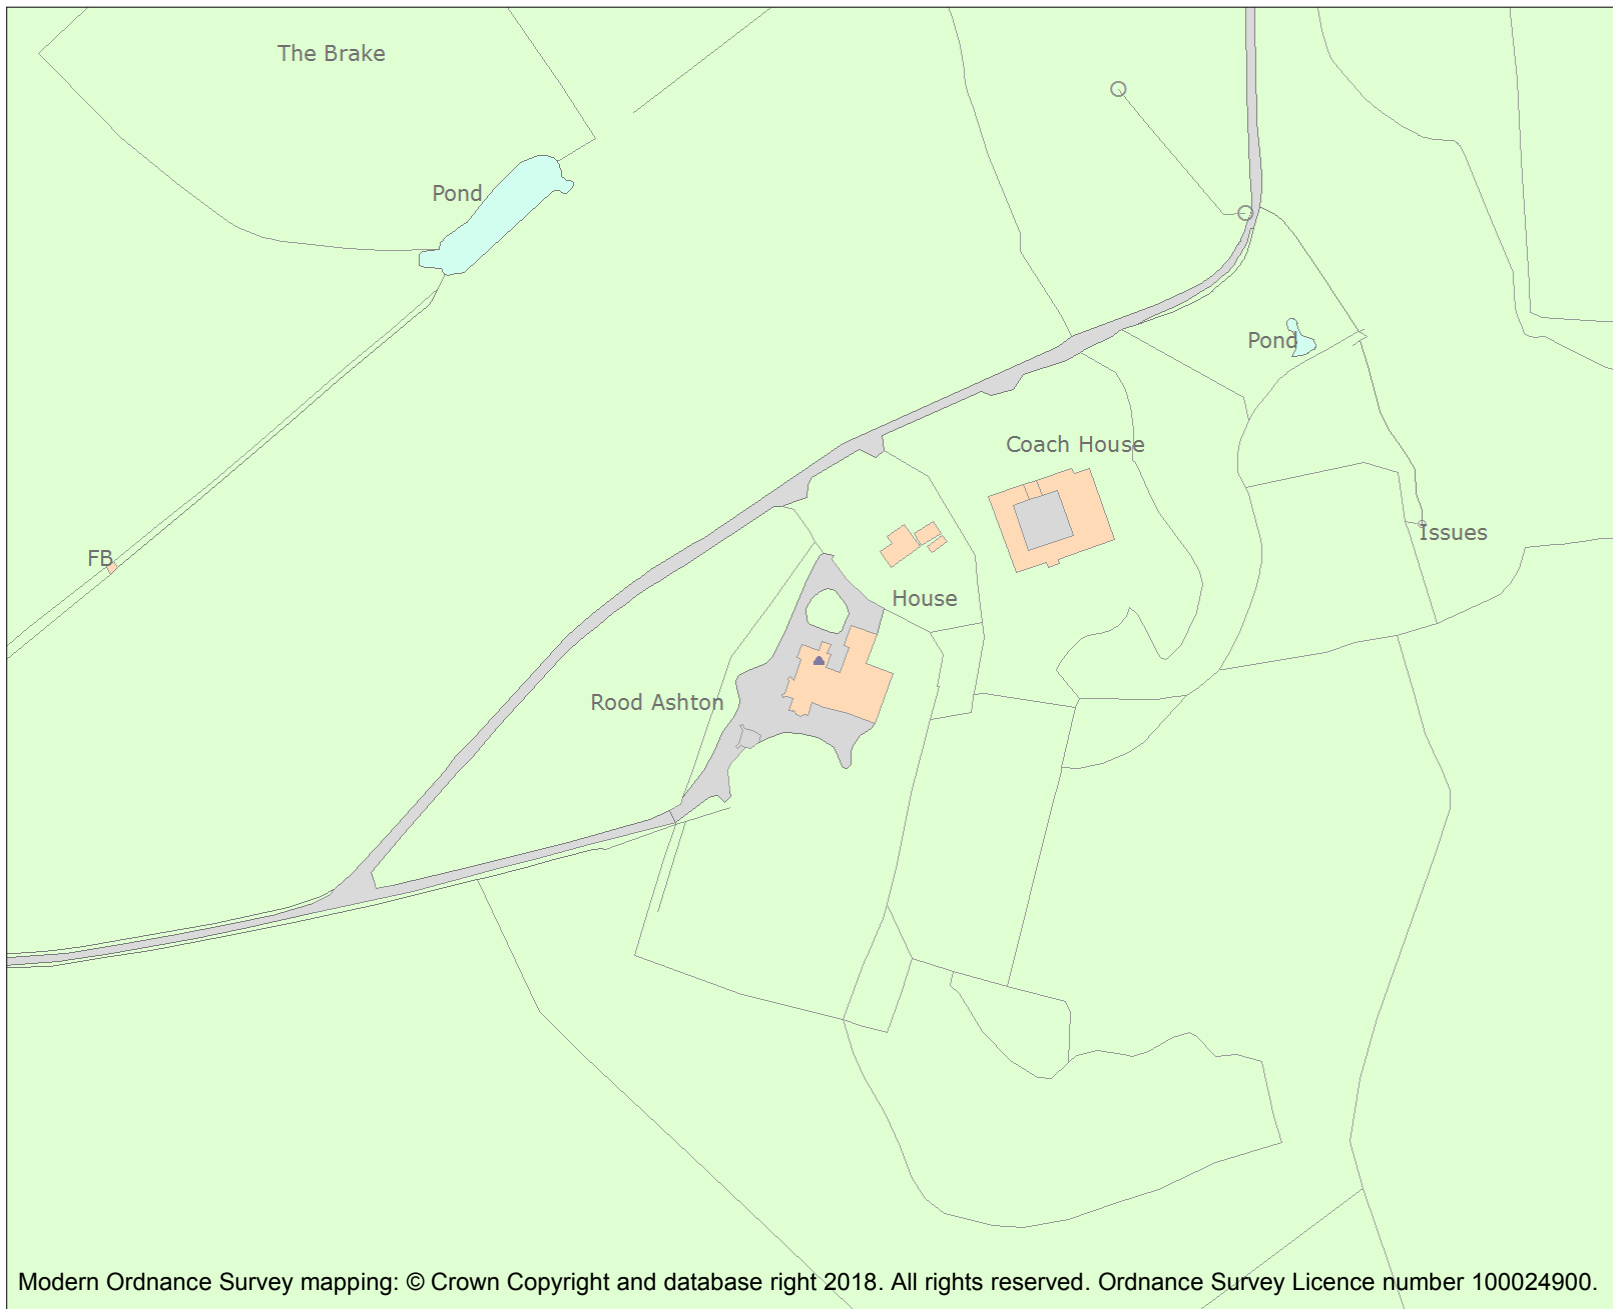 The Brake
Pond
Pond
Coach House
Issues
FB
House
Rood Ashton
Modern Ordnance Survey mapping: © Crown Copyright and database right 2018. All rights reserved. Ordnance Survey Licence number 100024900.